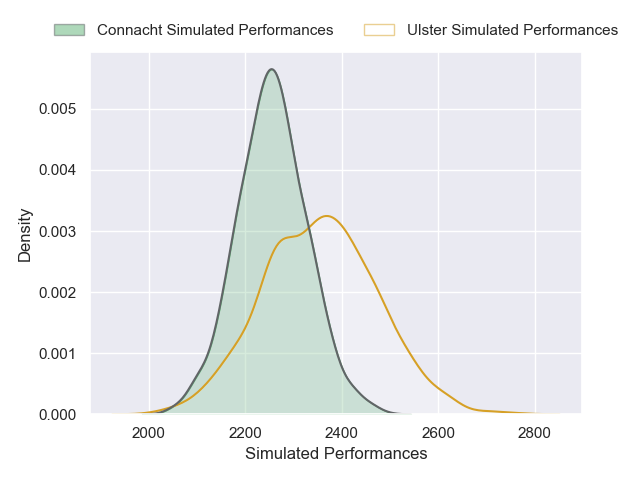 Connacht Simulated Performances Ulster Simulated Performances
0.005
0.004
0.003
0.002
0.001
0.000
Density
2000 2200 2400 2600 2800
Simulated Performances